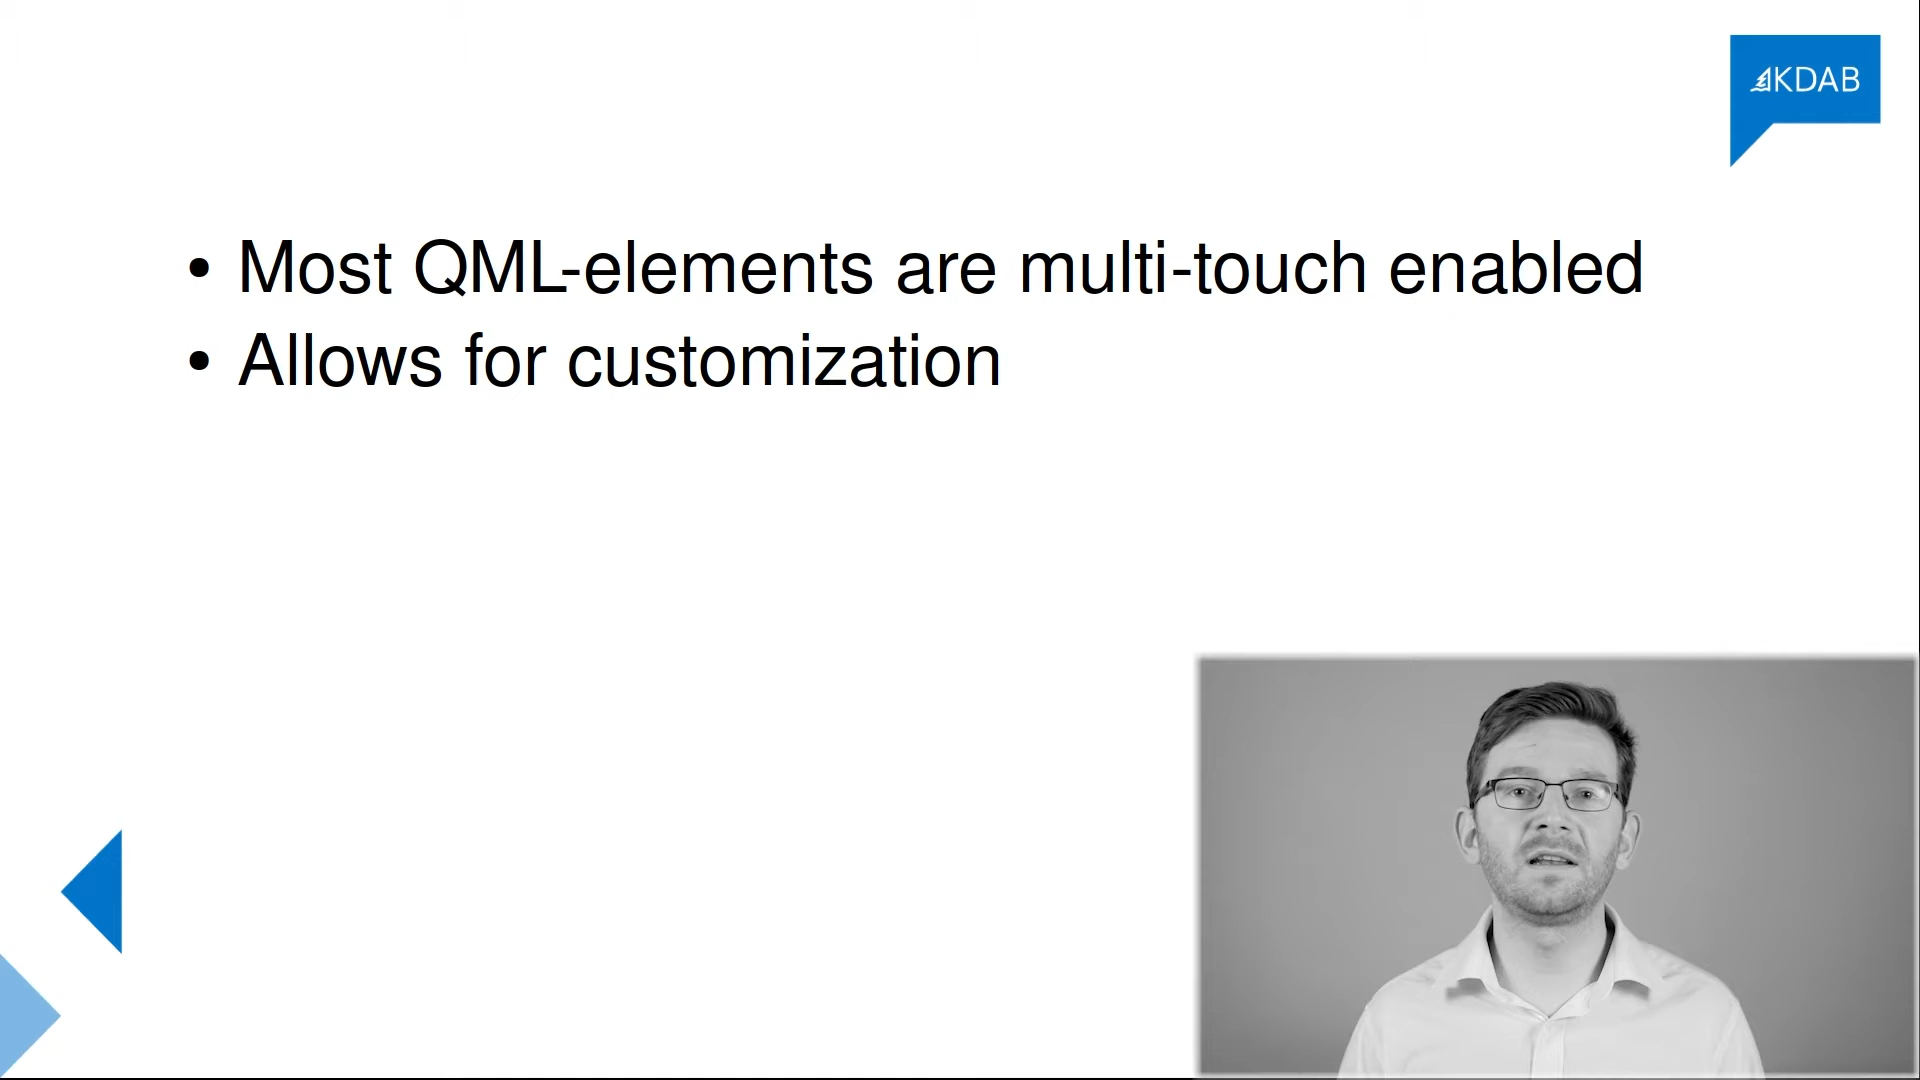 KDAB
• Most QML-elements are multi-touch enabled
• Allows for customization